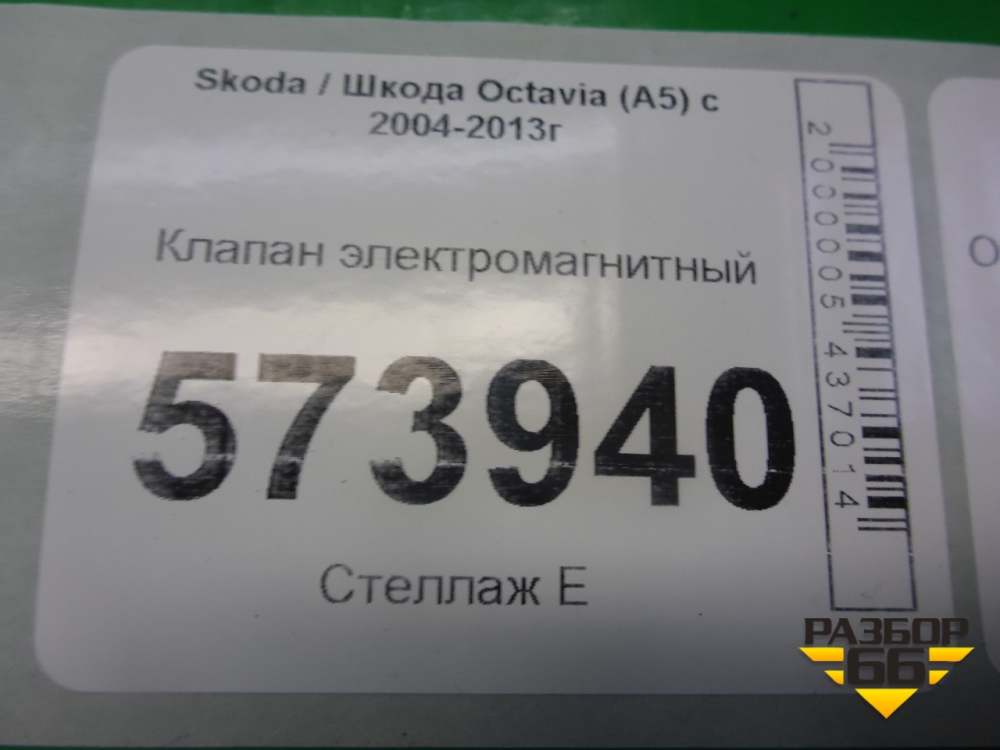 Skoda / Шкода Octavia (A5) с
2004-2013г
Клапан электромагнитный
573940
Стеллаж Е
2000005437014
РАЗБОР
66